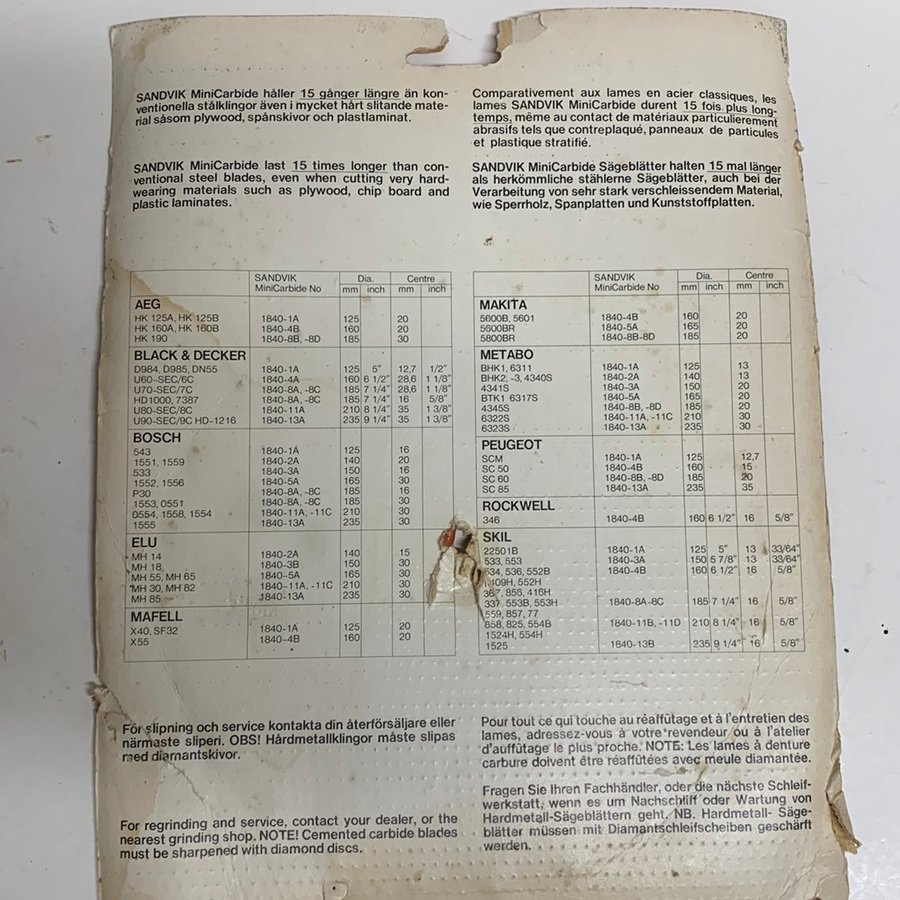 SANDVIK MiniCarbide håller 15 gånger längre än kon-
ventionella stålklingor även i mycket hårt slitande mate-
rial såsom plywood, spånskivor och plastlaminat.
SANDVIK MiniCarbide last 15 times longer than con-
ventional steel blades, even when cutting very hard-
wearing materials such as plywood, chip board and
plastic laminates.
Comparativement aux lames en acier classiques, les
lames SANDVIK MiniCarbide durent 15 fois plus long-
temps, même au contact de matériaux particulierement
abrasifs tels que contreplaqué, panneaux de particules
et plastique stratifié.
SANDVIK MiniCarbide Sägeblätter halten 15 mal länger
als herkömmliche stählerne Sägeblätter, auch bei der
Verarbeitung von sehr stark verschleissendem Material,
wie Sperrholz, Spanplatten und Kunststoffplatten.
SANDVIK Dia. Centre
MiniCarbide No mm inch mm inch
AEG
HK 125A, HK 125B 1840-1A 125 20
HK 160A, HK 160B 1840-4B 160 20
HK 190 1840-8B, -8D 185 30
BLACK & DECKER
D984, D985, DN55 1840-1A 125 5" 12,7 1/2"
U60-SEC/6C 1840-4A 160 6 1/2" 28,6 1 1/8"
U70-SEC/7C 1840-8A, -8C 185 7 1/4" 28,6 1 1/8"
HD1000, 7387 1840-8A, -8C 185 7 1/4" 16 5/8"
U80-SEC/8C 1840-11A 210 8 1/4" 35 1 3/8"
U90-SEC/9C HD-1216 1840-13A 235 9 1/4" 35 1 3/8"
BOSCH
543 1840-1A 125 16
1551, 1559 1840-2A 140 20
533 1840-3A 150 16
1552, 1556 1840-5A 165 30
P30 1840-8A, -8C 185 16
1553, 0551 1840-8A, -8C 185 30
0554, 1558, 1554 1840-11A, -11C 210 30
1555 1840-13A 235 30
ELU
MH 14 1840-2A 140 15
MH 18, 1840-3B 150 30
MH 55, MH 65 1840-5A 165 30
MH 30, MH 82 1840-11A, -11C 210 30
MH 85 1840-13A 235 30
MAFELL
X40, SF32 1840-1A 125 20
X55 1840-4B 160 20
SANDVIK Dia. Centre
MiniCarbide No mm inch mm inch
MAKITA
5600B, 5601 1840-4B 160 20
5600BR 1840-5A 165 20
5800BR 1840-8B-8D 185 20
METABO
BHK1, 6311 1840-1A 125 13
BHK2, -3, 4340S 1840-2A 140 13
4341S 1840-3A 150 20
BTK1 6317S 1840-5A 165 20
4345S 1840-8B, -8D 185 20
6322S 1840-11A, -11C 210 30
6323S 1840-13A 235 30
PEUGEOT
SCM 1840-1A 125 12,7
SC 50 1840-4B 160 15
SC 60 1840-8B, -8D 185 20
SC 85 1840-13A 235 35
ROCKWELL
346 1840-4B 160 6 1/2" 16 5/8"
SKIL
22501B 1840-1A 125 5" 13 33/64"
533, 553 1840-3A 150 5 7/8" 13 33/64"
534, 536, 552B 1840-4B 160 6 1/2" 16 5/8"
409H, 552H
367, 855, 416H
337, 553B, 553H 1840-8A-8C 185 7 1/4" 16 5/8"
559, 857, 77
858, 825, 554B 1840-11B, -11D 210 8 1/4" 16 5/8"
1524H, 554H
1525 1840-13B 235 9 1/4" 16 5/8"
För slipning och service kontakta din återförsäljare eller
närmaste sliperi. OBS! Hårdmetallklingor måste slipas
med diamantskivor.
For regrinding and service, contact your dealer, or the
nearest grinding shop. NOTE! Cemented carbide blades
must be sharpened with diamond discs.
Pour tout ce qui touche au réaffûtage et à l'entretien des
lames, adressez-vous à votre revendeur ou à l'atelier
d'auffûtage le plus proche. NOTE: Les lames à denture
carbure doivent être réaffûtées avec meule diamantée.
Fragen Sie Ihren Fachhändler, oder die nächste Schleif-
werkstatt, wenn es um Nachschliff oder Wartung von
Hardmetall-Sägeblättern geht. NB. Hardmetall- Säge-
blätter müssen mit Diamantschleifscheiben geschärft
werden.